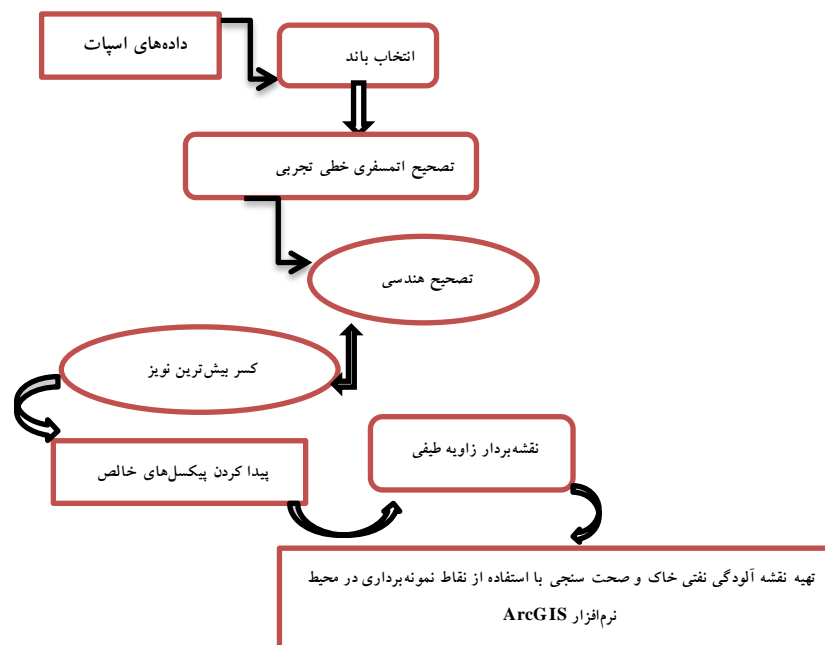 داده‌های اسپات
انتخاب باند
تصحیح اتمسفری خطی تجربی
تصحیح هندسی
کسر بیش‌ترین نویز
پیدا کردن پیکسل‌های خالص
نقشه‌بردار زاویه طیفی
تهیه نقشه آلودگی نفتی خاک و صحت سنجی با استفاده از نقاط نمونه‌برداری در محیط
نرم‌افزار ArcGIS